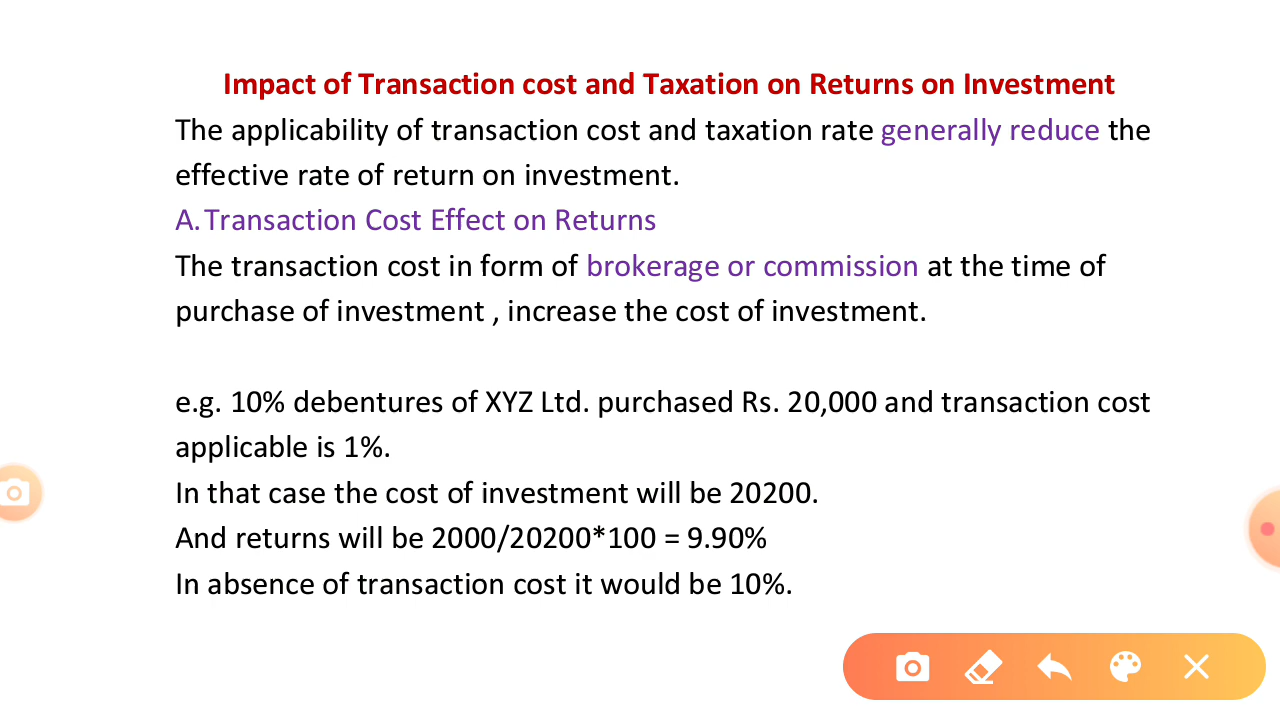 Impact of Transaction cost and Taxation on Returns on Investment
The applicability of transaction cost and taxation rate generally reduce the
effective rate of return on investment.
A. Transaction Cost Effect on Returns
The transaction cost in form of brokerage or commission at the time of
purchase of investment , increase the cost of investment.
e.g. 10% debentures of XYZ Ltd. purchased Rs. 20,000 and transaction cost
applicable is 1%.
In that case the cost of investment will be 20200.
And returns will be 2000/20200*100 = 9.90%
In absence of transaction cost it would be 10%.